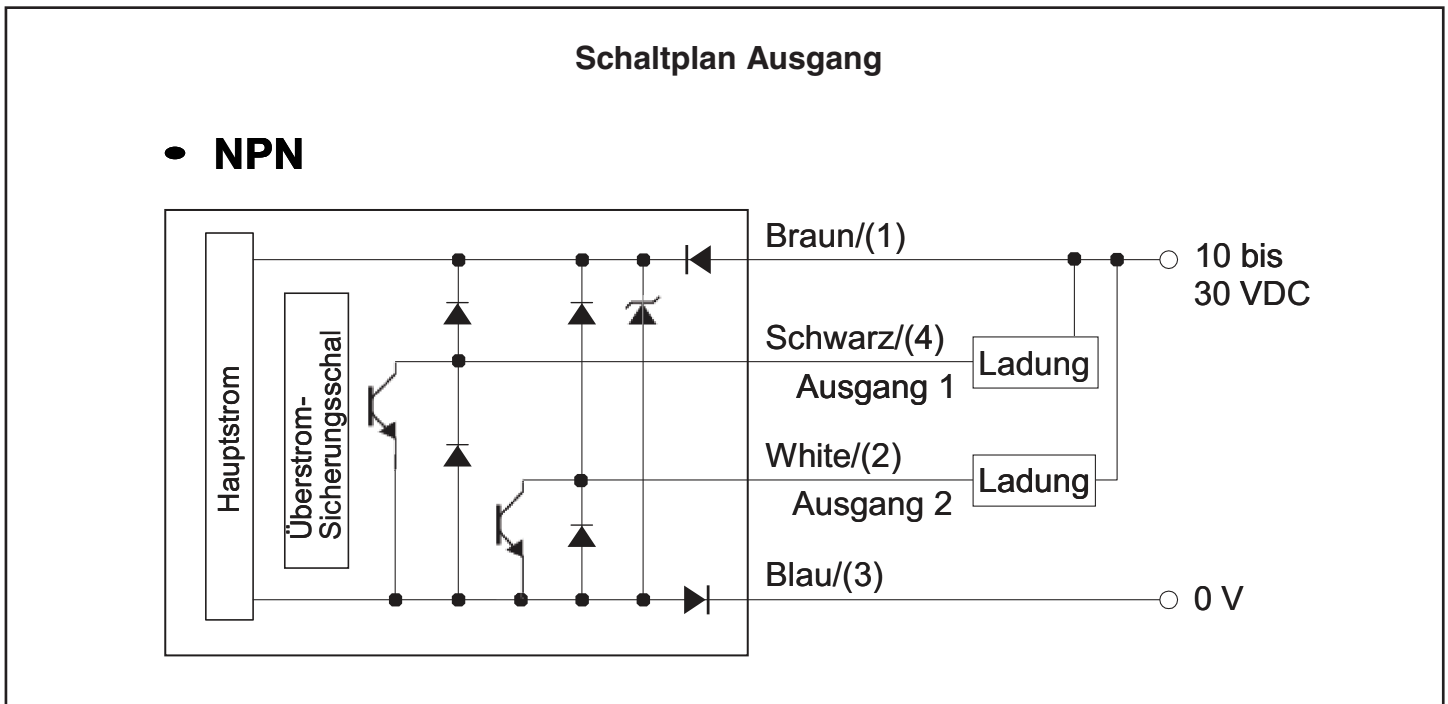 Schaltplan Ausgang
• NPN
Hauptstrom
Überstrom-
Sicherungsschal
Braun/(1)
10 bis
30 VDC
Schwarz/(4)
Ladung
Ausgang 1
White/(2)
Ladung
Ausgang 2
Blau/(3)
0 V